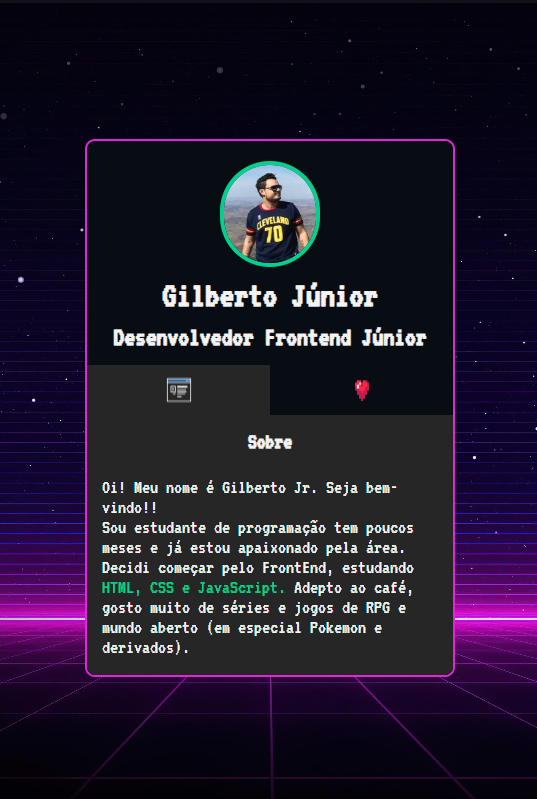 CLEVELAND
70
Gilberto Júnior
Desenvolvedor Frontend Júnior
Sobre
Oi! Meu nome é Gilberto Jr. Seja bem-
vindo!!
Sou estudante de programação tem poucos
meses e já estou apaixonado pela área.
Decidi começar pelo FrontEnd, estudando
HTML, CSS e JavaScript. Adepto ao café,
gosto muito de séries e jogos de RPG e
mundo aberto (em especial Pokemon e
derivados).